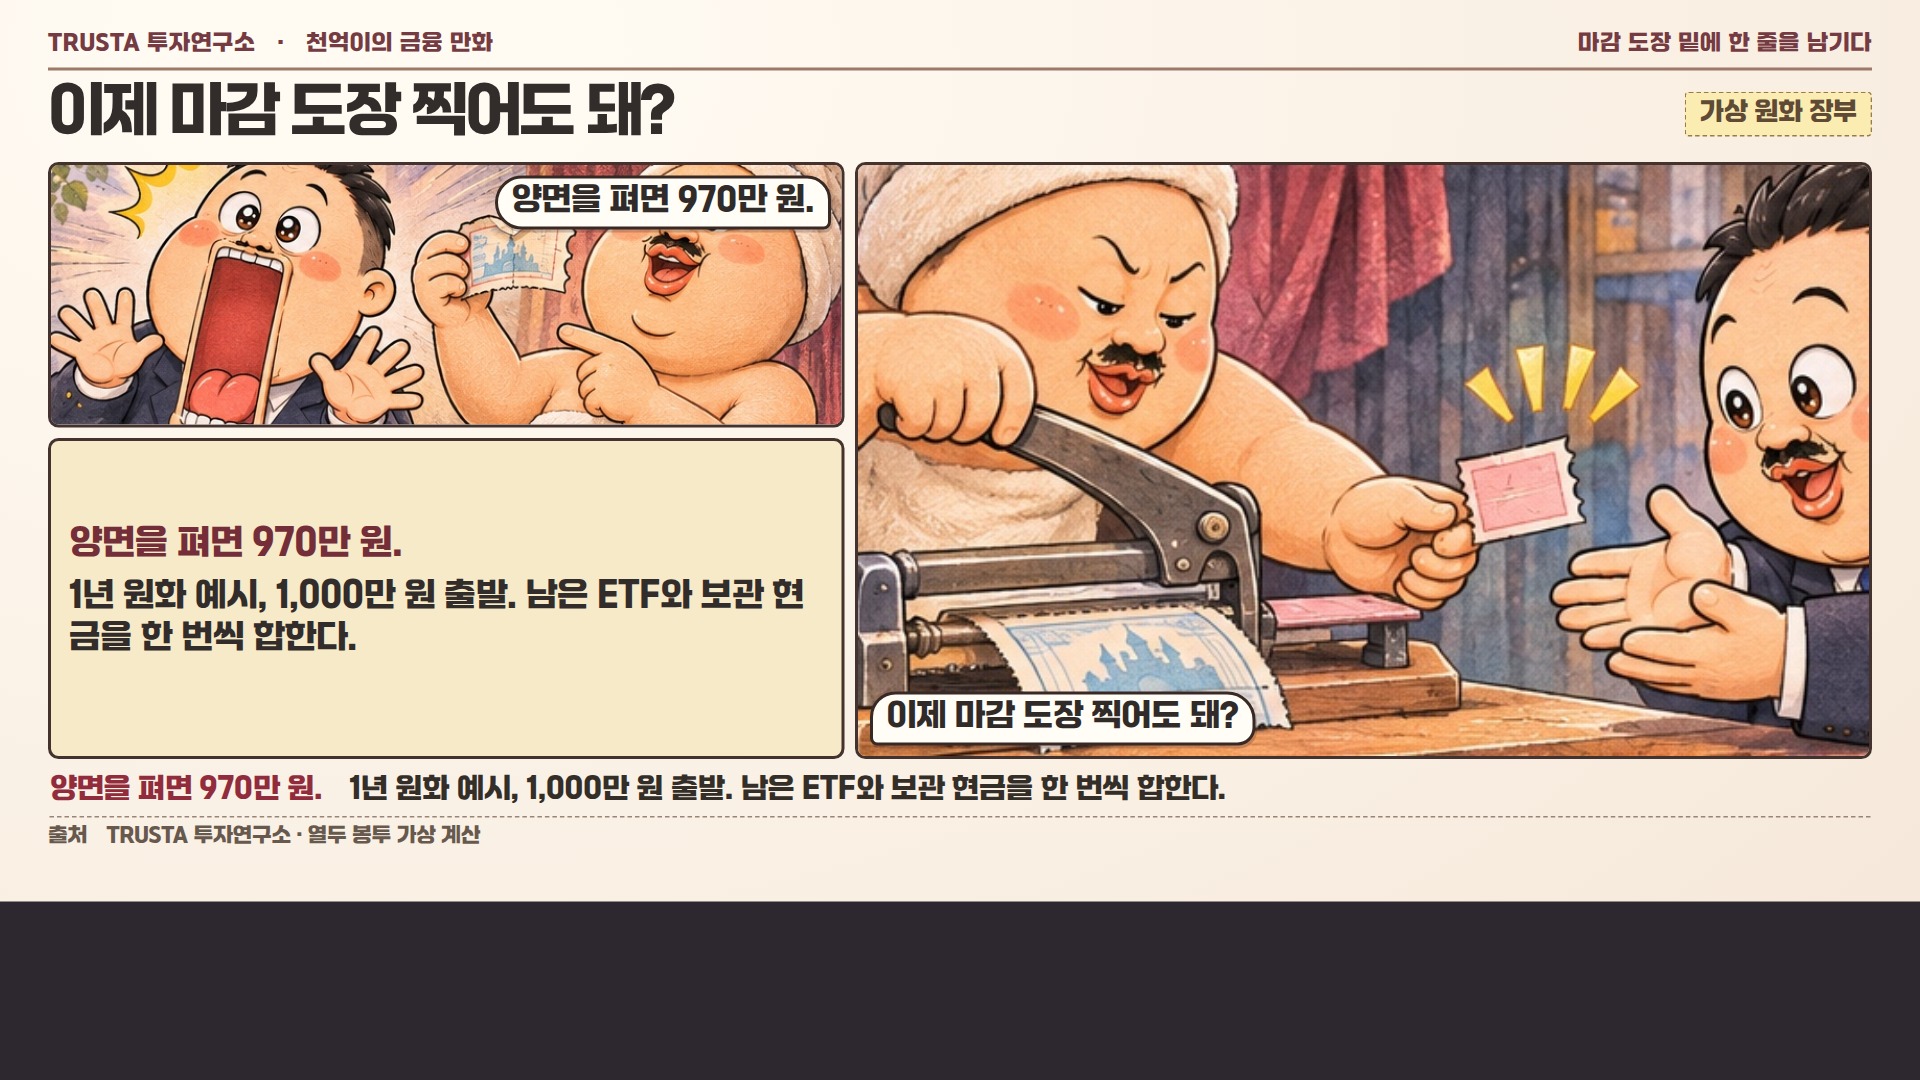 TRUSTA 투자연구소 · 천억이의 금융 만화
마감 도장 밑에 한 줄을 남기다
이제 마감 도장 찍어도 돼?
가상 원화 장부
양면을 펴면 970만 원.
양면을 펴면 970만 원.
1년 원화 예시, 1,000만 원 출발. 남은 ETF와 보관 현
금을 한 번씩 합한다.
이제 마감 도장 찍어도 돼?
양면을 펴면 970만 원. 1년 원화 예시, 1,000만 원 출발. 남은 ETF와 보관 현금을 한 번씩 합한다.
출처 TRUSTA 투자연구소 · 열두 봉투 가상 계산